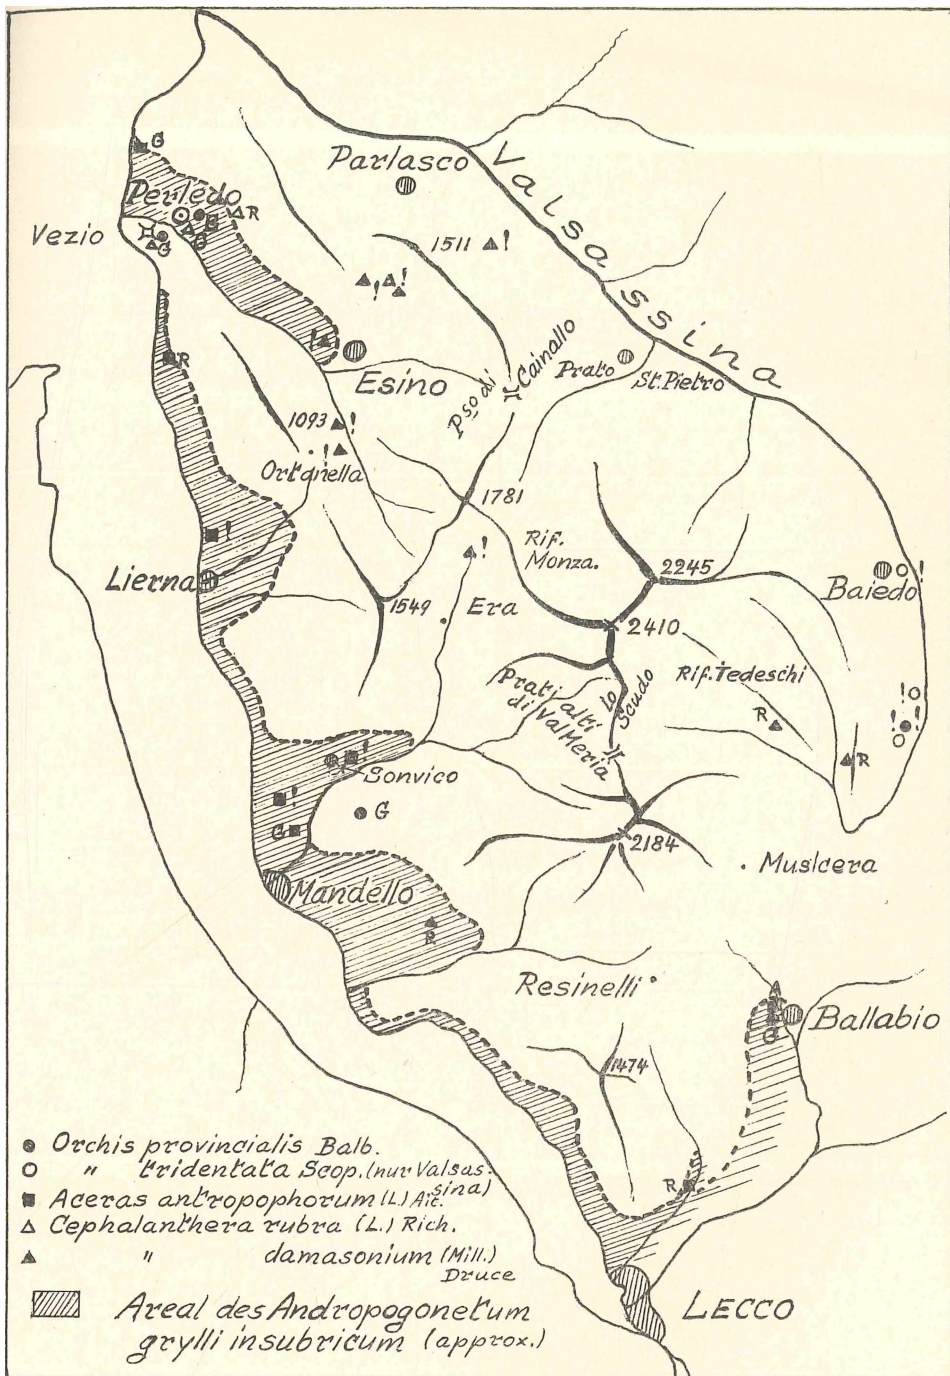 G
Parlasco
Valsassina
Perledo
R
G
Vezio
G
G
1511 !
! !
!
R
Esino
Pso di Cainallo
Prato St. Pietro
1093 !
!
Ortanella
1781
!
Rif. Monza.
!
2245
Lierna
Baiedo
!
1549
Era
2410
Rif. Tedeschi
Prati alti di Val Meria
lo Scudo
R
!
!
R
!
Sonvico
!
G
G
2184
Musicera
Mandello
R
Resinelli
A
Ballabio
G
1474
R
Orchis provincialis Balb.
" tridentata Scop. (nur Valsas-
sina)
Aceras antropophorum (L.) Ait.
Cephalanthera rubra (L.) Rich.
" damasonium (Mill.)
Druce
Areal des Andropogonetum
grylli insubricum (approx.)
LECCO